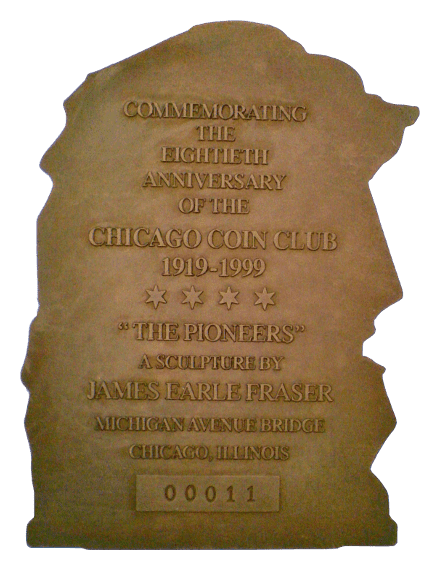 COMMEMORATING
THE
EIGHTIETH
ANNIVERSARY
OF THE
CHICAGO COIN CLUB
1919-1999
"THE PIONEERS"
A SCULPTURE BY
JAMES EARLE FRASER
MICHIGAN AVENUE BRIDGE
CHICAGO, ILLINOIS
00011